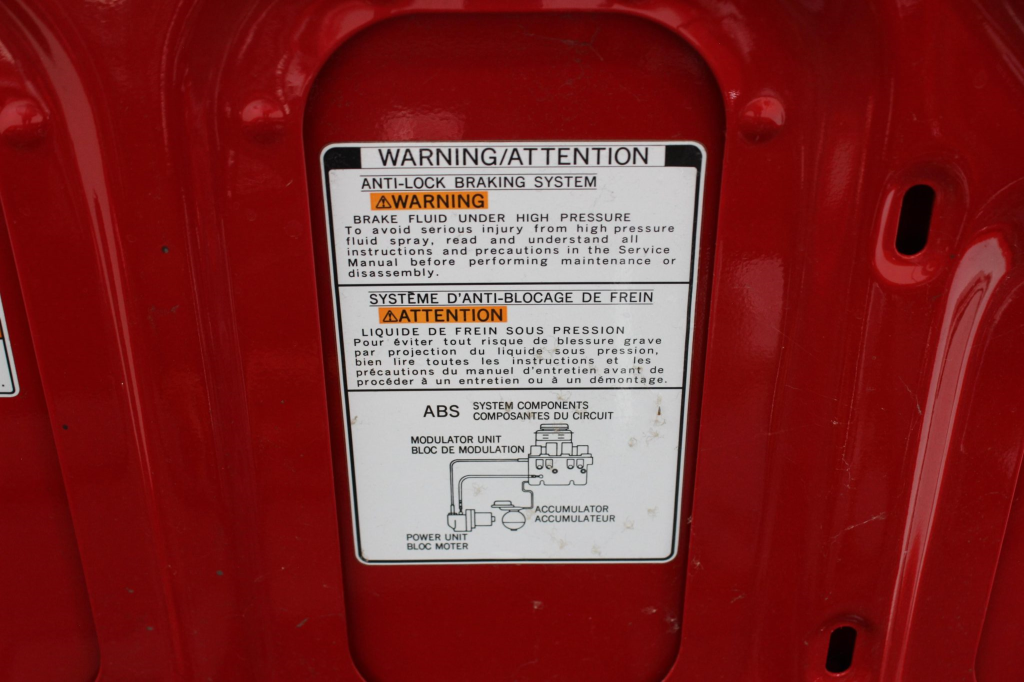 WARNING/ATTENTION
ANTI-LOCK BRAKING SYSTEM
⚠WARNING
BRAKE FLUID UNDER HIGH PRESSURE
To avoid serious injury from high pressure
fluid spray, read and understand all
instructions and precautions in the Service
Manual before performing maintenance or
disassembly.
SYSTÈME D'ANTI-BLOCAGE DE FREIN
⚠ATTENTION
LIQUIDE DE FREIN SOUS PRESSION
Pour éviter tout risque de blessure grave
par projection du liquide sous pression,
bien lire toutes les instructions et les
précautions du manuel d'entretien avant de
procéder à un entretien ou à un démontage.
ABS SYSTEM COMPONENTS
COMPOSANTES DU CIRCUIT
MODULATOR UNIT
BLOC DE MODULATION
ACCUMULATOR
ACCUMULATEUR
POWER UNIT
BLOC MOTER